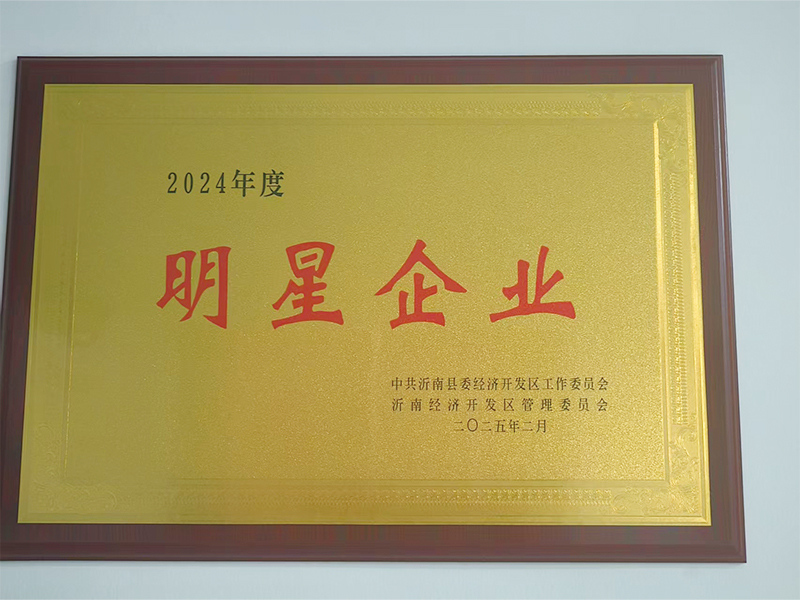 2024年度
明星企业
中共沂南县委经济开发区工作委员会
沂南经济开发区管理委员会
二〇二五年二月